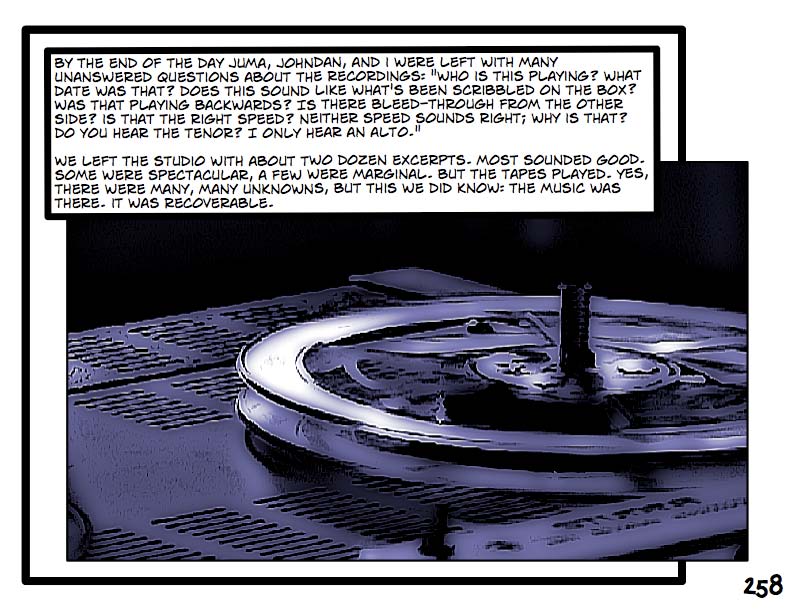 BY THE END OF THE DAY JUMA, JOHNDAN, AND I WERE LEFT WITH MANY
UNANSWERED QUESTIONS ABOUT THE RECORDINGS: "WHO IS THIS PLAYING? WHAT
DATE WAS THAT? DOES THIS SOUND LIKE WHAT'S BEEN SCRIBBLED ON THE BOX?
WAS THAT PLAYING BACKWARDS? IS THERE BLEED-THROUGH FROM THE OTHER
SIDE? IS THAT THE RIGHT SPEED? NEITHER SPEED SOUNDS RIGHT; WHY IS THAT?
DO YOU HEAR THE TENOR? I ONLY HEAR AN ALTO."
WE LEFT THE STUDIO WITH ABOUT TWO DOZEN EXCERPTS. MOST SOUNDED GOOD.
SOME WERE SPECTACULAR, A FEW WERE MARGINAL. BUT THE TAPES PLAYED. YES,
THERE WERE MANY, MANY UNKNOWNS, BUT THIS WE DID KNOW: THE MUSIC WAS
THERE. IT WAS RECOVERABLE.
258